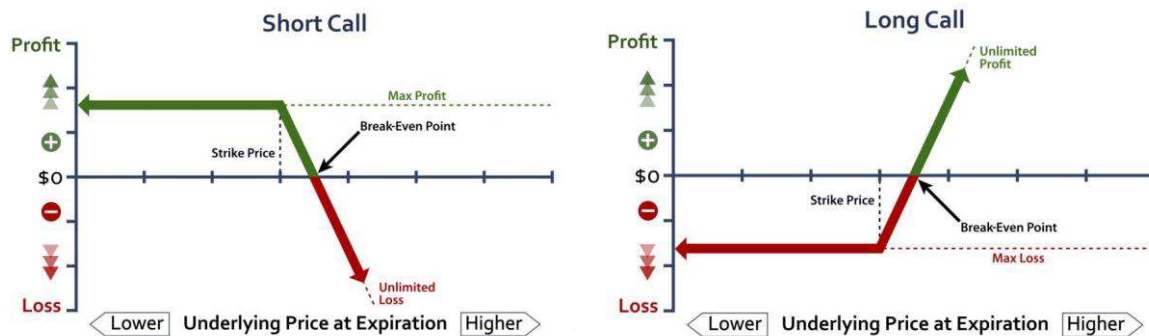 Short Call
Profit
Max Profit
Break-Even Point
Strike Price
$0
Unlimited
Loss
Loss
Lower
Underlying Price at Expiration
Higher
Long Call
Profit
Unlimited
Profit
$0
Strike Price
Break-Even Point
Max Loss
Loss
Lower
Underlying Price at Expiration
Higher